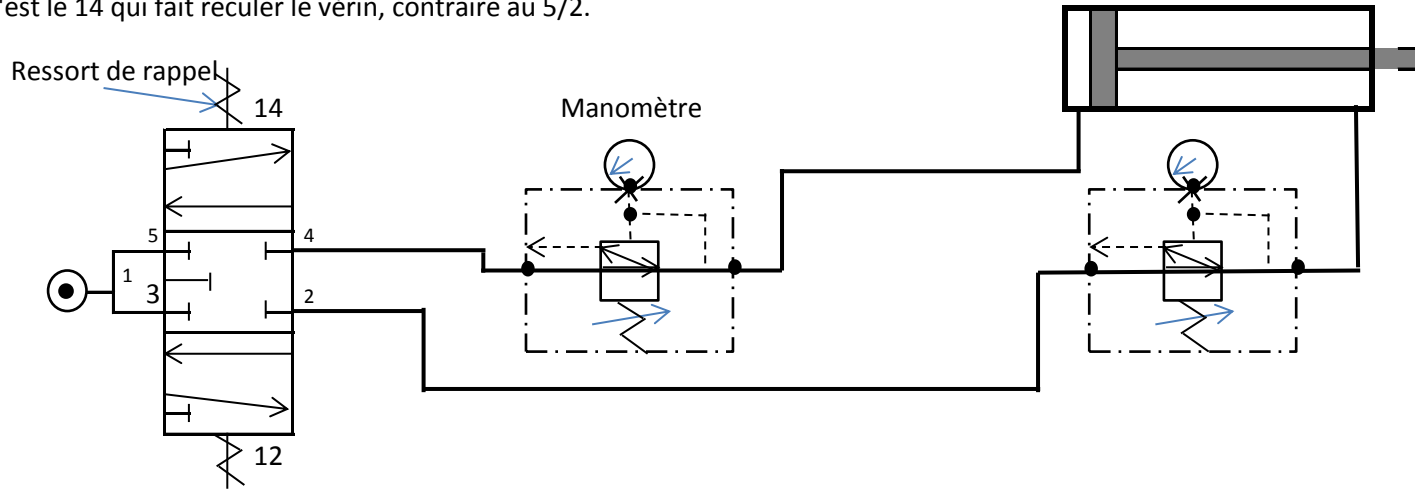 'est le 14 qui fait reculer le vérin, contraire au 5/2.
Ressort de rappel
14
Manomètre
5
4
1
3
2
12